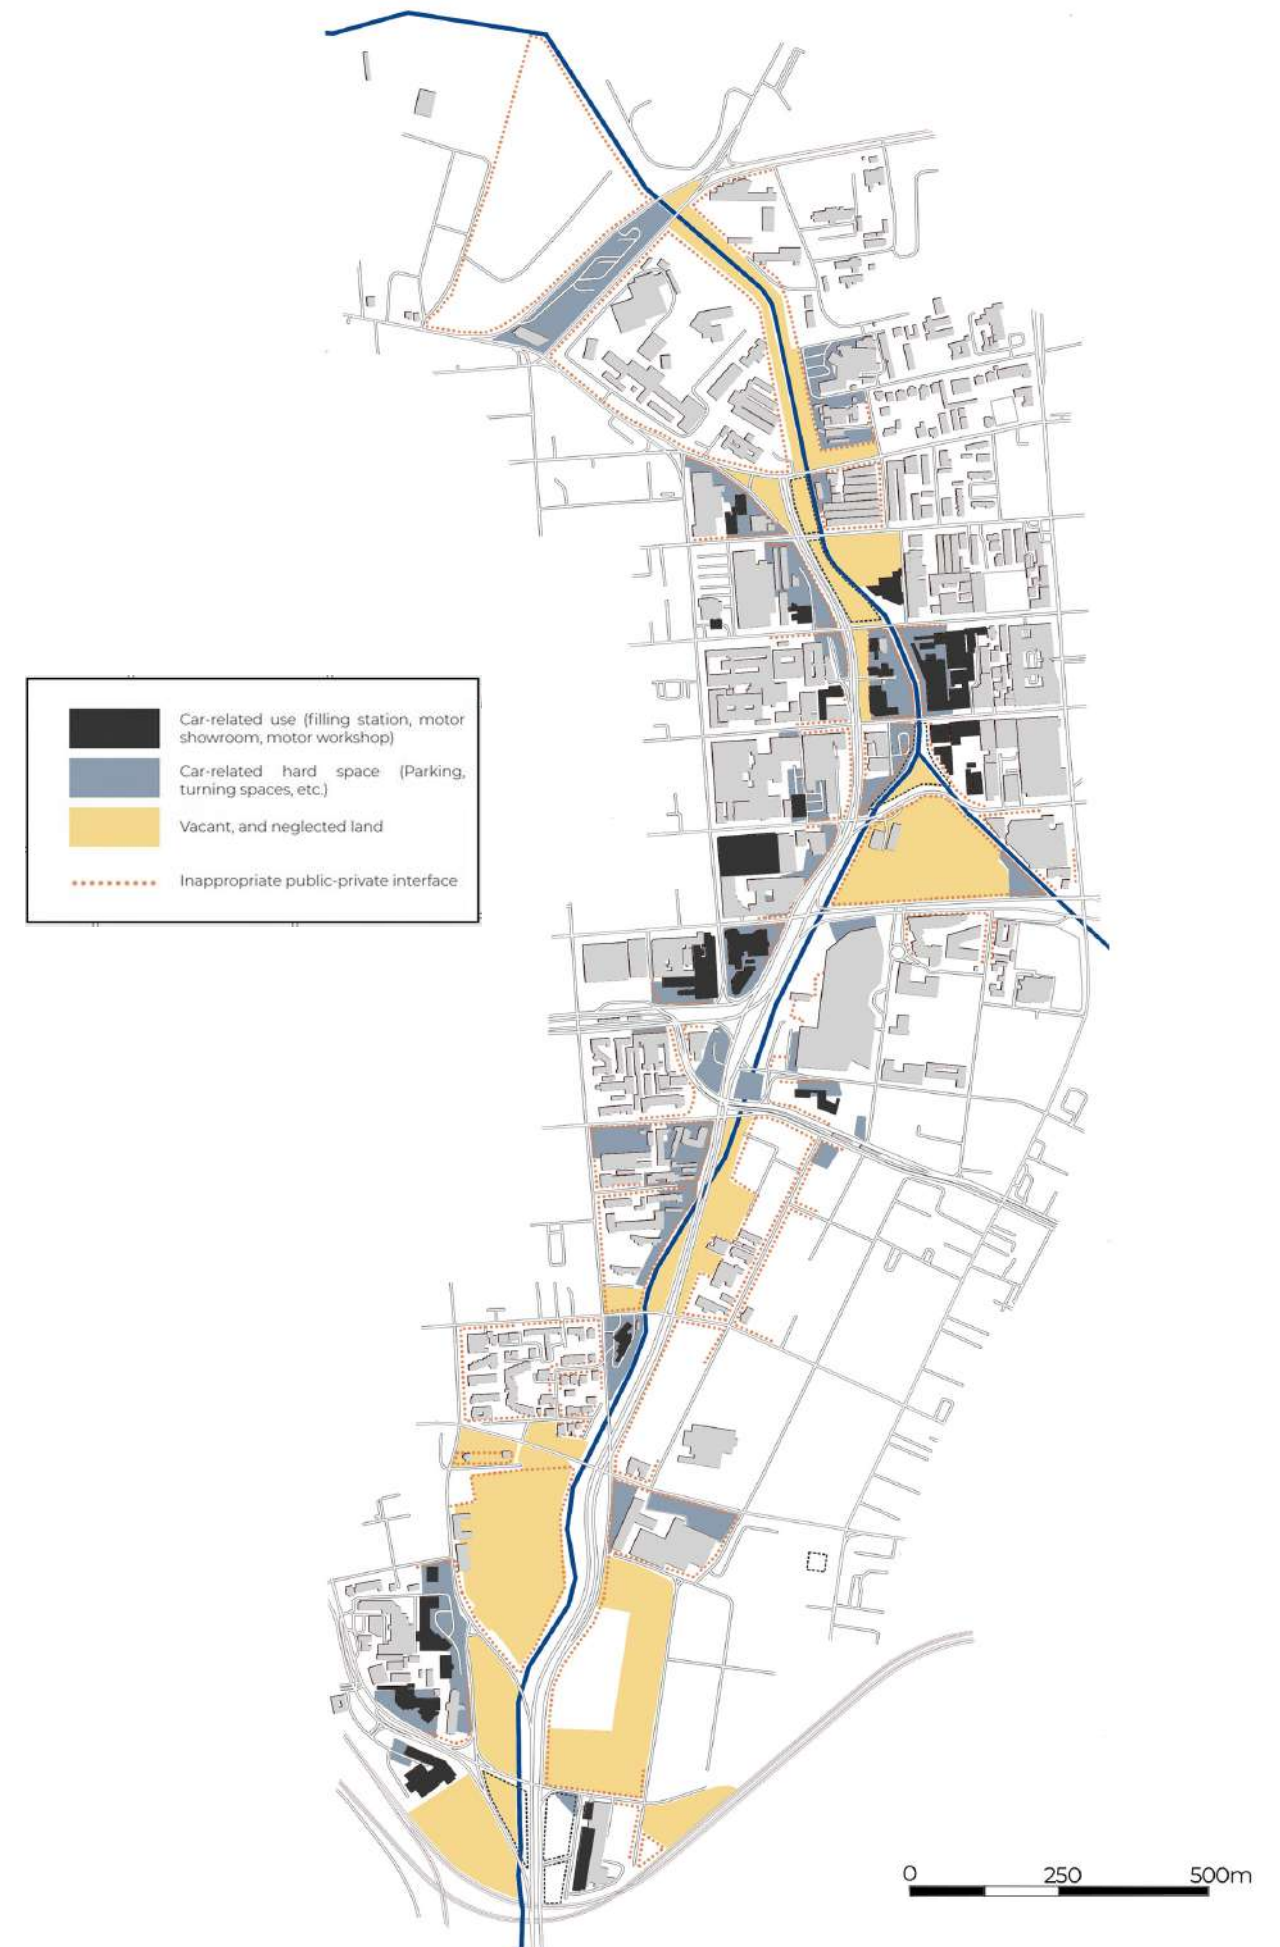 Car-related use (filling station, motor
showroom, motor workshop)
Car-related hard space (Parking,
turning spaces, etc.)
Vacant, and neglected land
Inappropriate public-private interface
0 250 500m